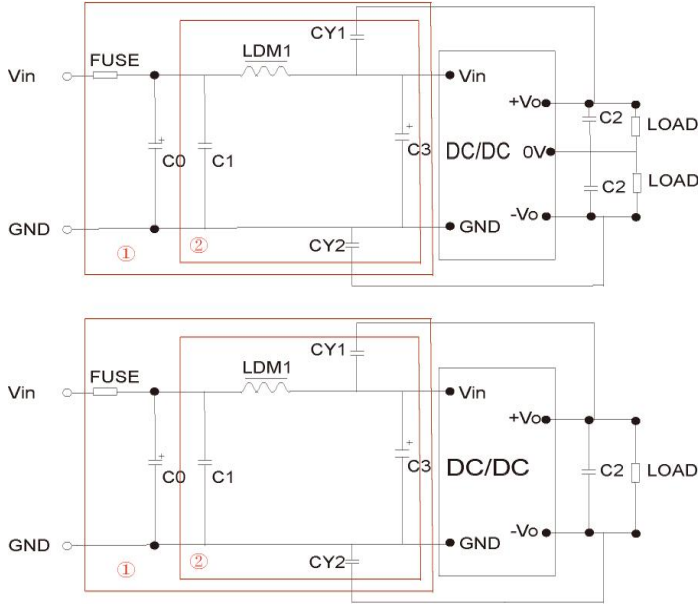 CY1
FUSE
LDM1
Vin
Vin
+Vo
C2
LOAD
C0
C1
C3
DC/DC
0V
LOAD
C2
-Vo
GND
GND
① ② CY2
CY1
FUSE
LDM1
Vin
Vin
+Vo
C0
C1
C3
DC/DC
C2
LOAD
-Vo
GND
GND
① ② CY2